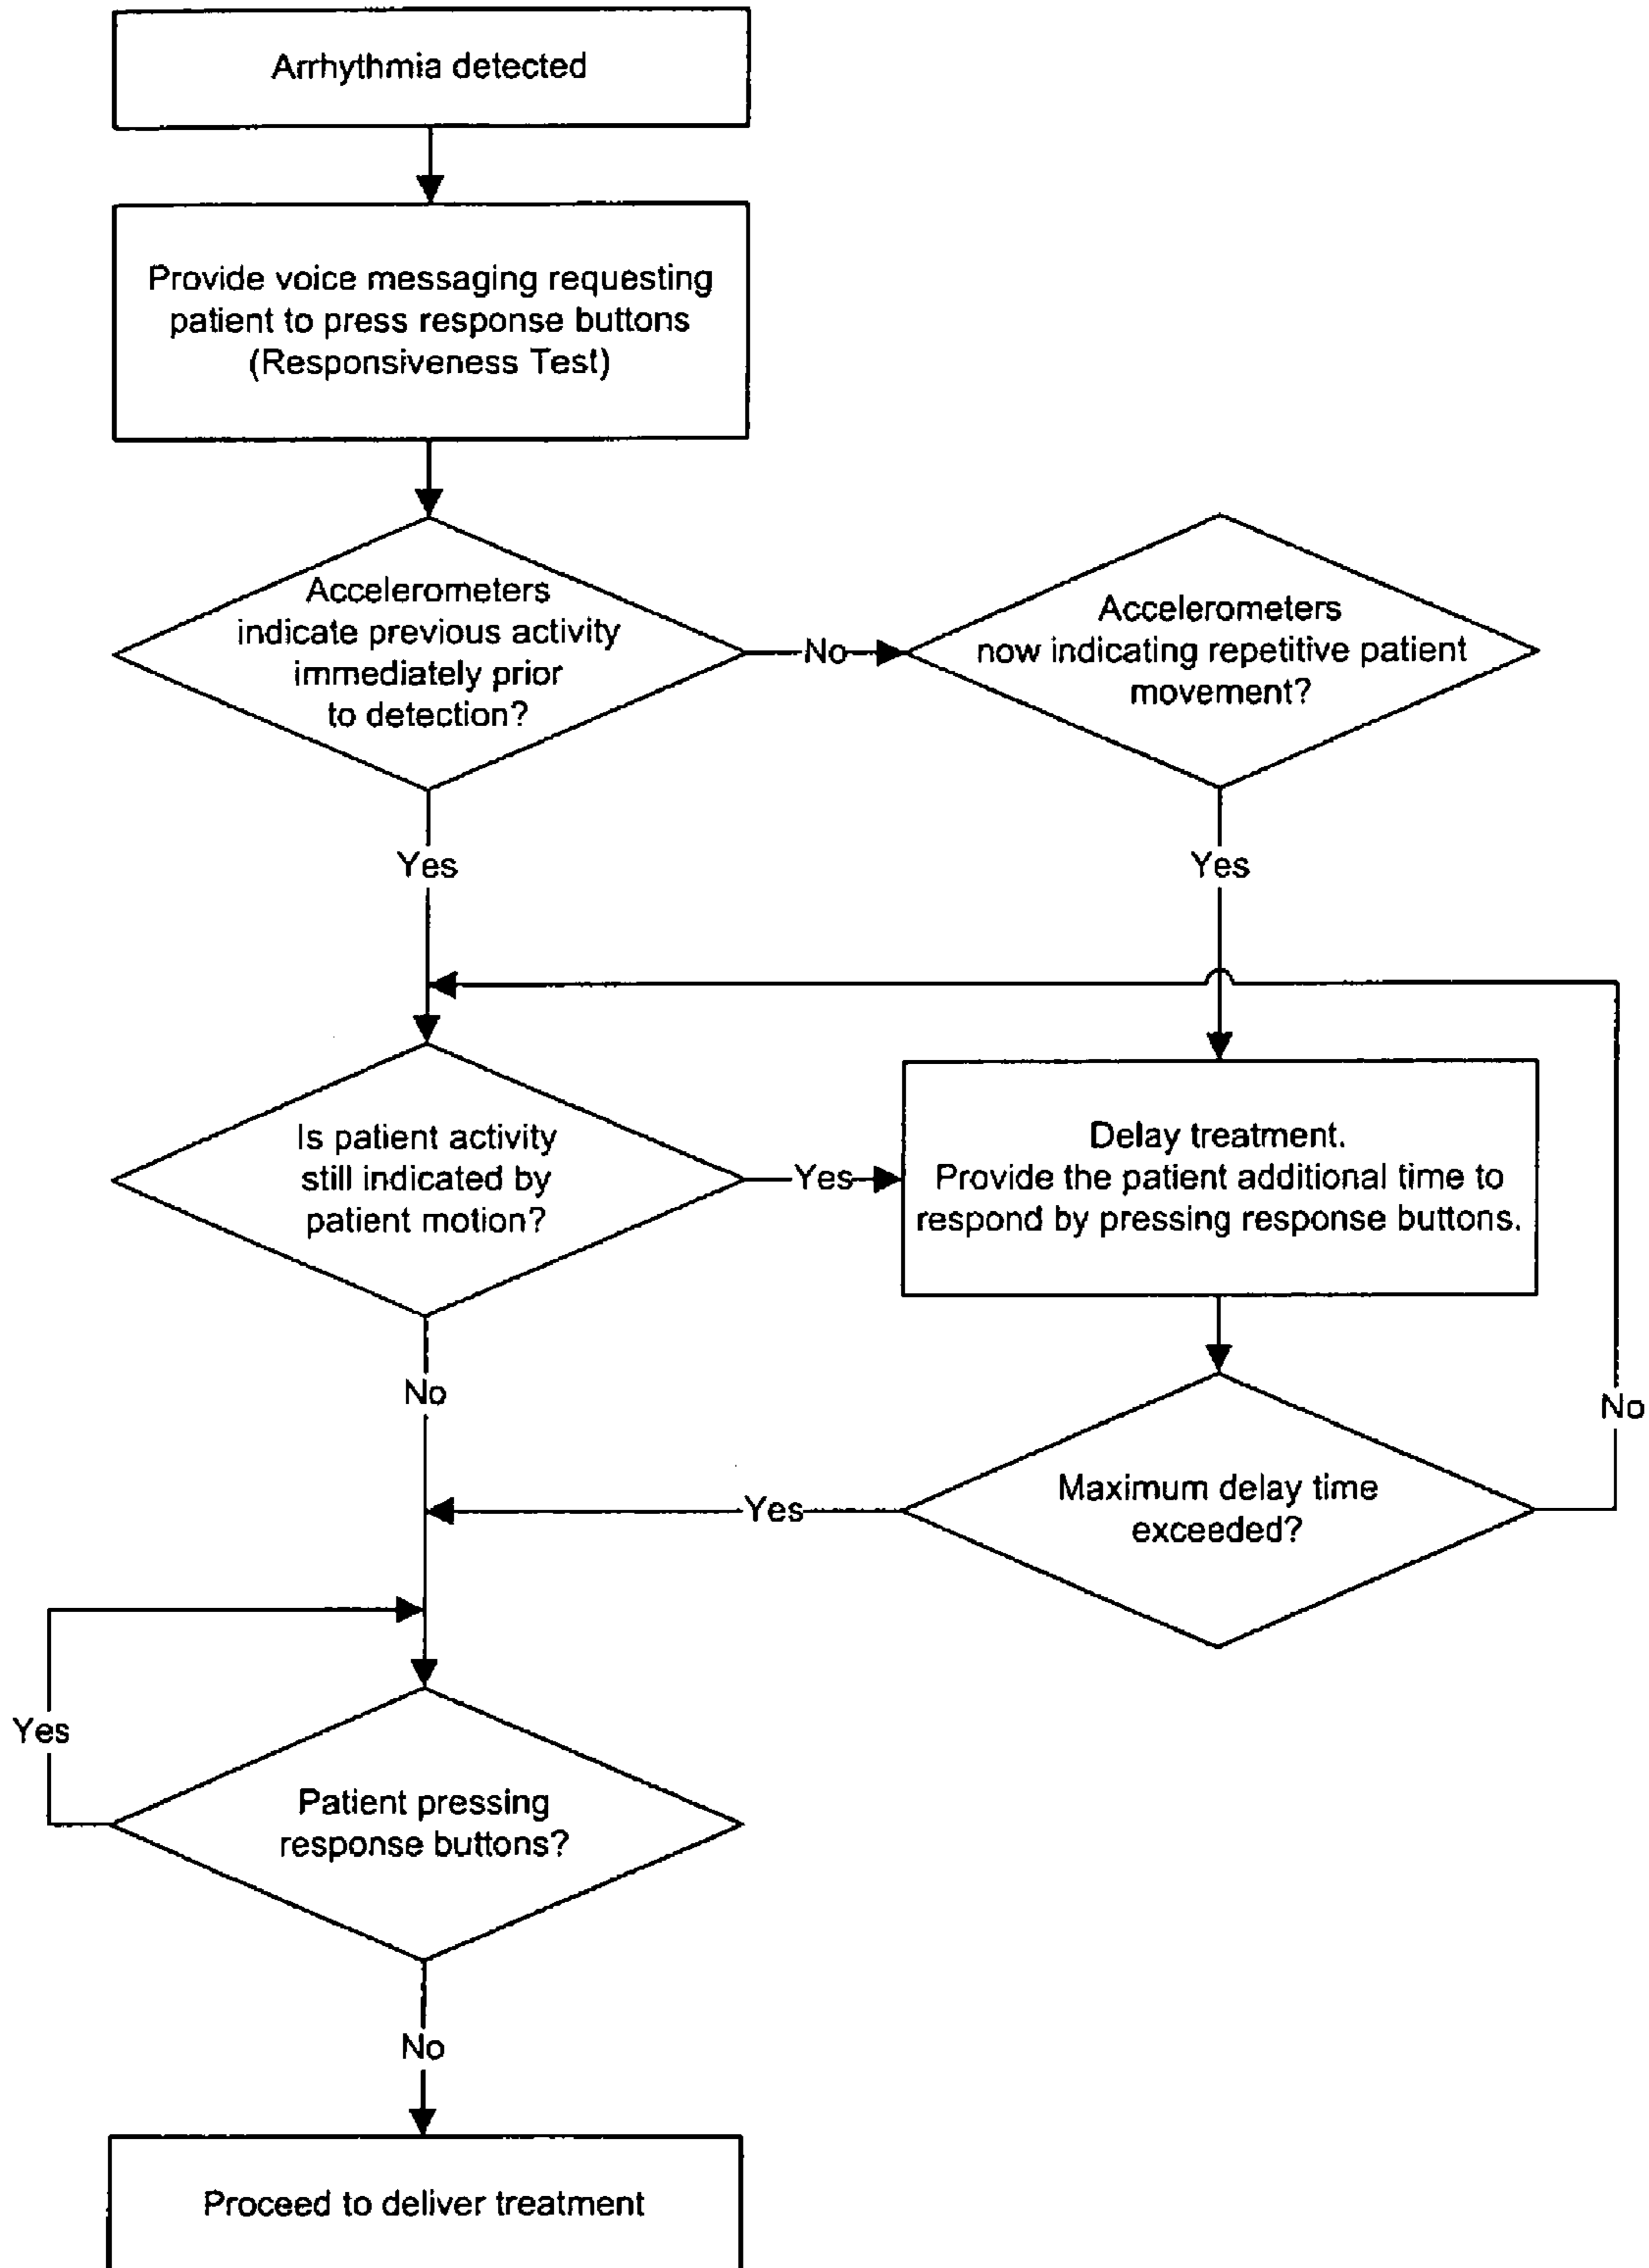 Arrhythmia detected
Provide voice messaging requesting
patient to press response buttons
(Responsiveness Test)
Accelerometers
indicate previous activity
immediately prior
to detection?
No
Accelerometers
now indicating repetitive patient
movement?
Yes
Yes
Is patient activity
still indicated by
patient motion?
Yes
Delay treatment.
Provide the patient additional time to
respond by pressing response buttons.
No
No
Maximum delay time
exceeded?
Yes
Yes
Patient pressing
response buttons?
No
Proceed to deliver treatment